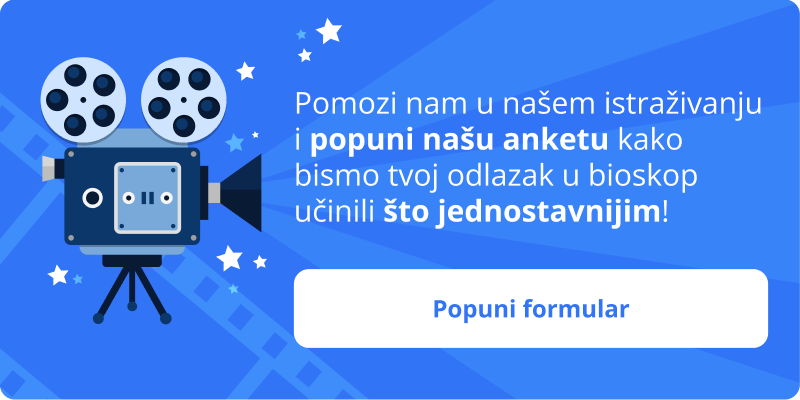 Pomozi nam u našem istraživanju
i popuni našu anketu kako
bismo tvoj odlazak u bioskop
učinili što jednostavnijim!
Popuni formular